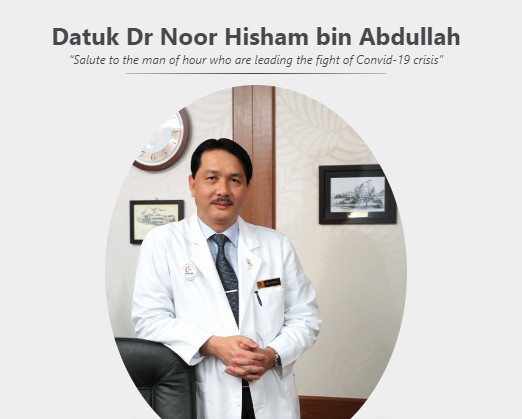 Datuk Dr Noor Hisham bin Abdullah
“Salute to the man of hour who are leading the fight of Convid-19 crisis”